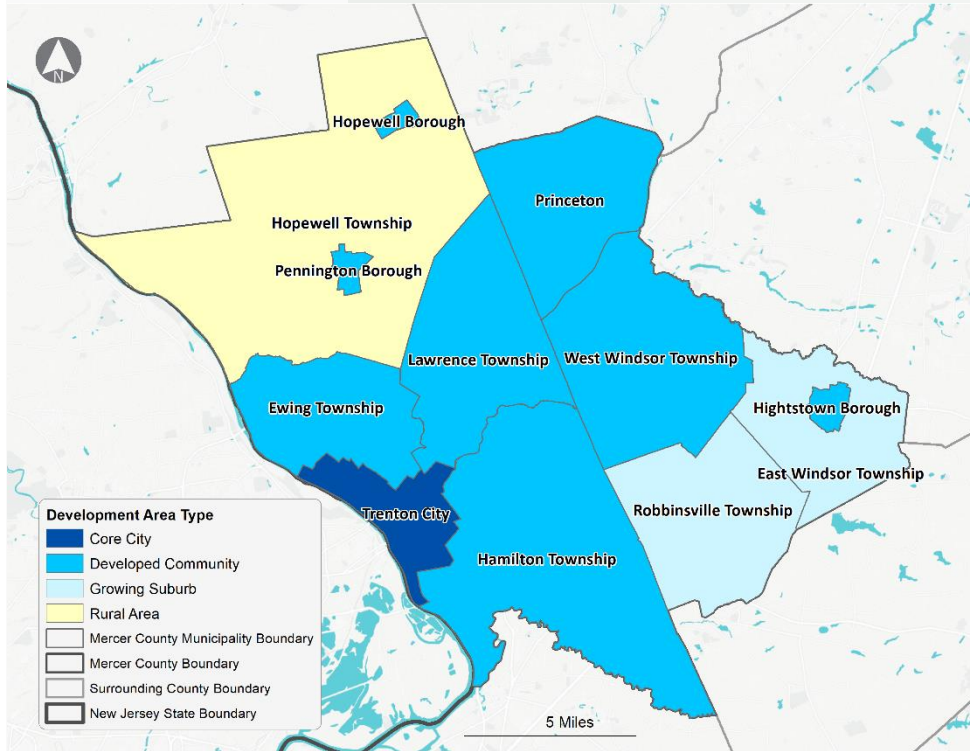 N
Hopewell Borough
Princeton
Hopewell Township
Pennington Borough
Lawrence Township
West Windsor Township
Ewing Township
Hightstown Borough
East Windsor Township
Trenton City
Robbinsville Township
Hamilton Township
Development Area Type
Core City
Developed Community
Growing Suburb
Rural Area
Mercer County Municipality Boundary
Mercer County Boundary
Surrounding County Boundary
New Jersey State Boundary
5 Miles